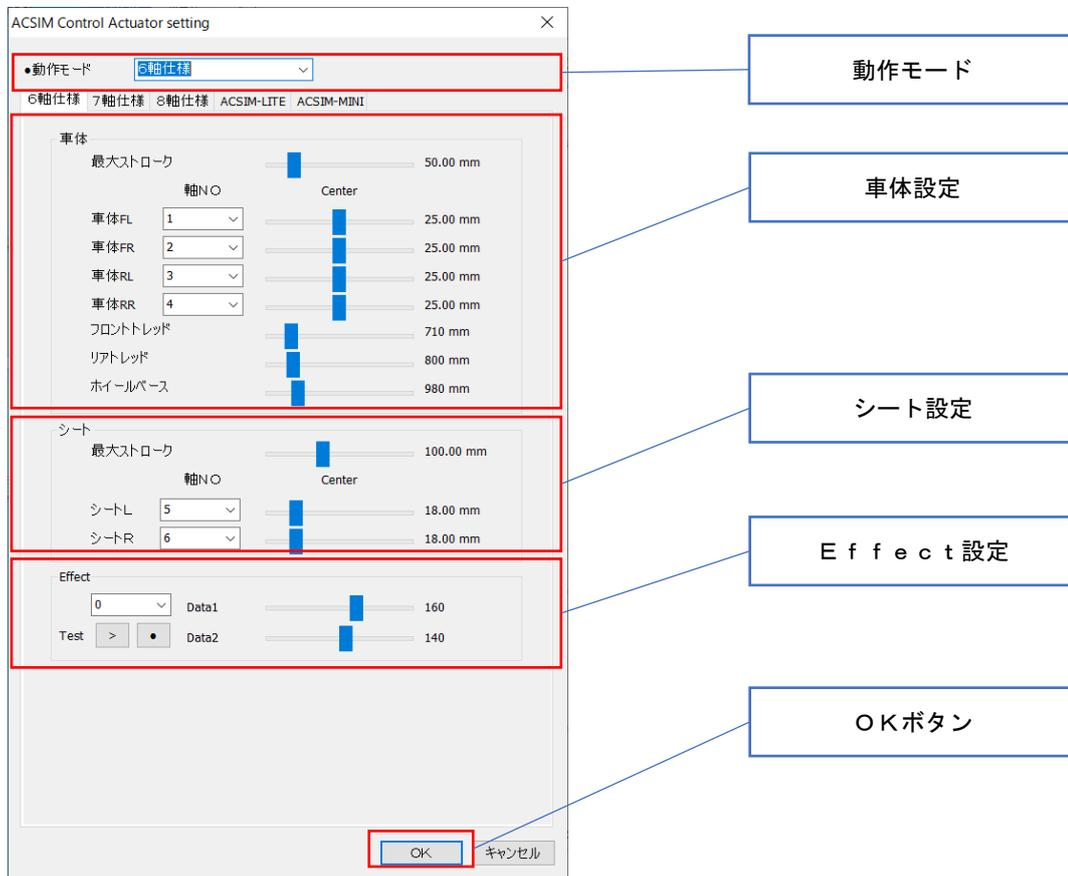 ACSIM Control Actuator setting
●動作モード 6軸仕様
動作モード
6軸仕様 7軸仕様 8軸仕様 ACSIM-LITE ACSIM-MINI
車体
最大ストローク 50.00 mm
車体設定
軸NO Center
車体FL 1 25.00 mm
車体FR 2 25.00 mm
車体RL 3 25.00 mm
車体RR 4 25.00 mm
フロントトレッド 710 mm
リアトレッド 800 mm
ホイールベース 980 mm
シート設定
シート
最大ストローク 100.00 mm
軸NO Center
シートL 5 18.00 mm
シートR 6 18.00 mm
Effect設定
Effect
0 Data1 160
Test > ● Data2 140
OKボタン
OK キャンセル